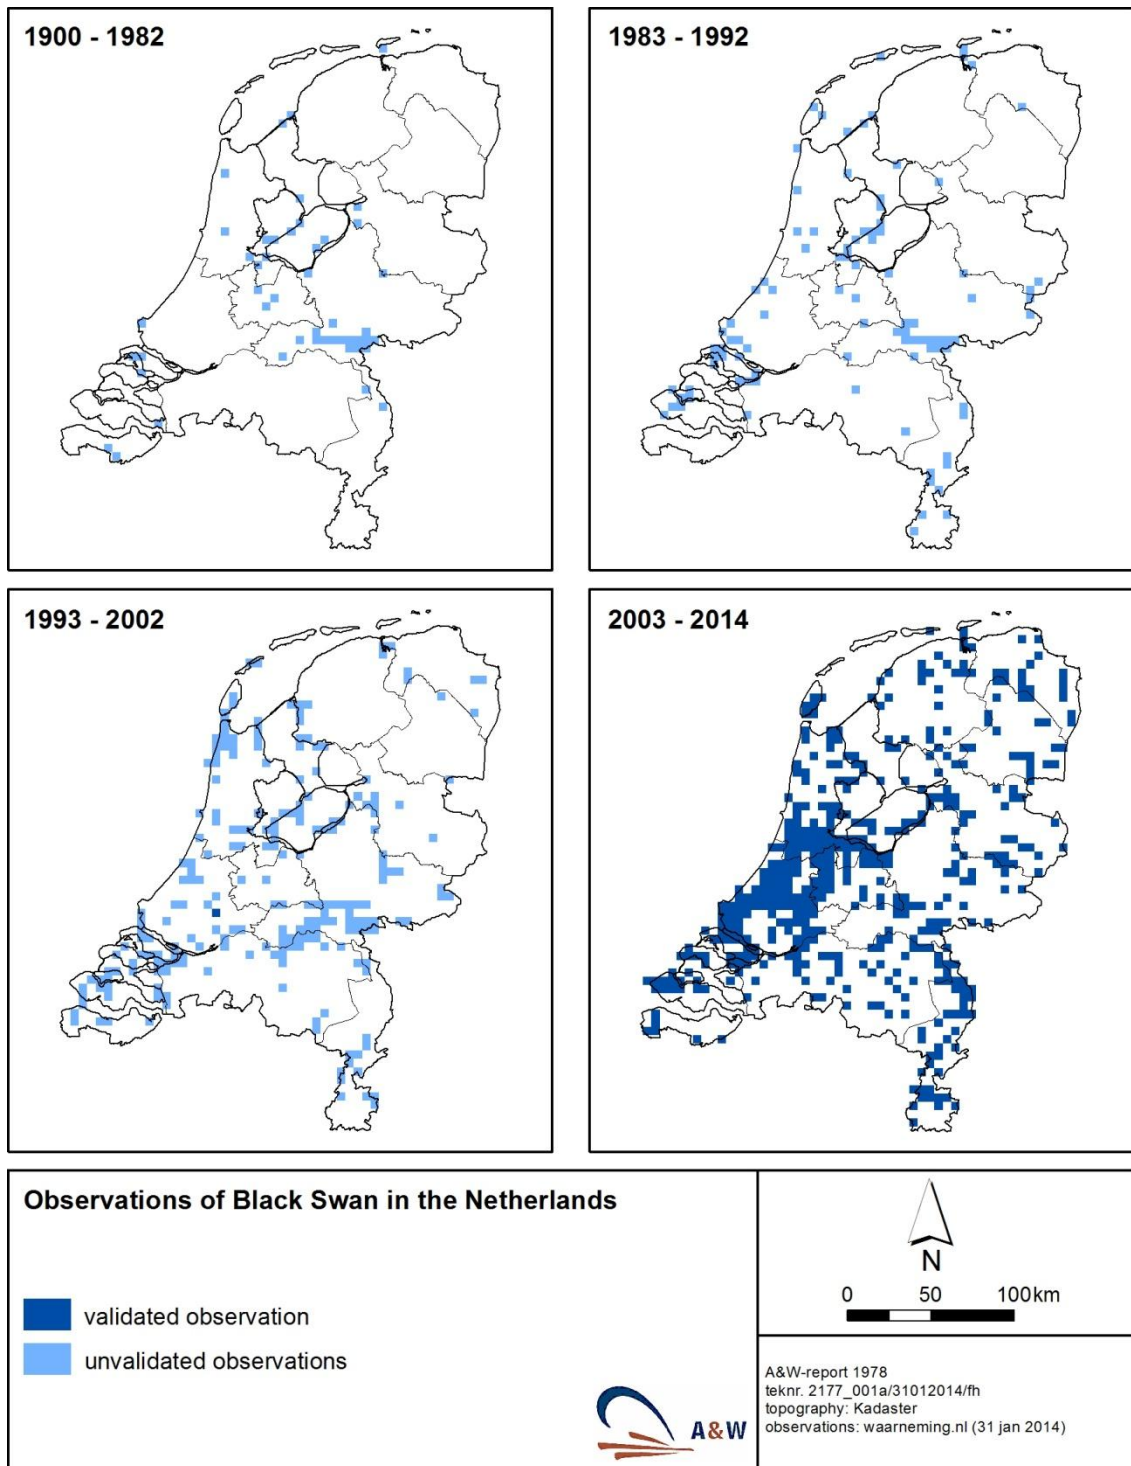 1900 - 1982
1983 - 1992
1993 - 2002
2003 - 2014
Observations of Black Swan in the Netherlands
validated observation
unvalidated observations
A&W
N
0 50 100km
A&W-report 1978
teknr. 2177_001a/31012014/fh
topography: Kadaster
observations: waarneming.nl (31 jan 2014)